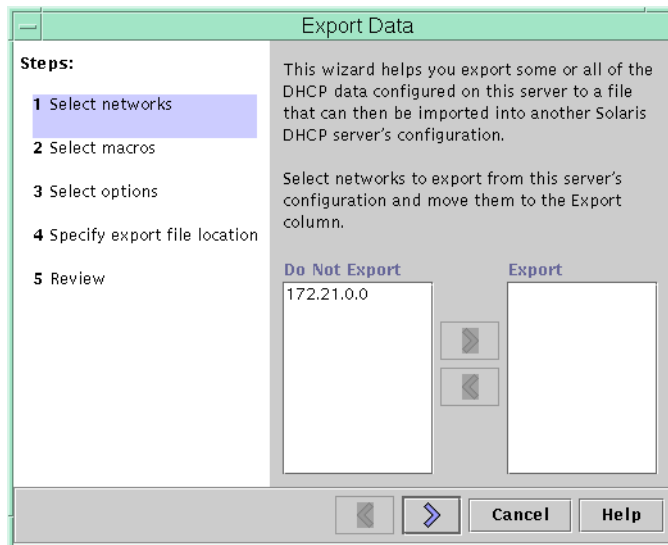 Export Data
Steps:
1 Select networks
2 Select macros
3 Select options
4 Specify export file location
5 Review
This wizard helps you export some or all of the
DHCP data configured on this server to a file
that can then be imported into another Solaris
DHCP server's configuration.
Select networks to export from this server's
configuration and move them to the Export
column.
Do Not Export
172.21.0.0
Export
Cancel
Help